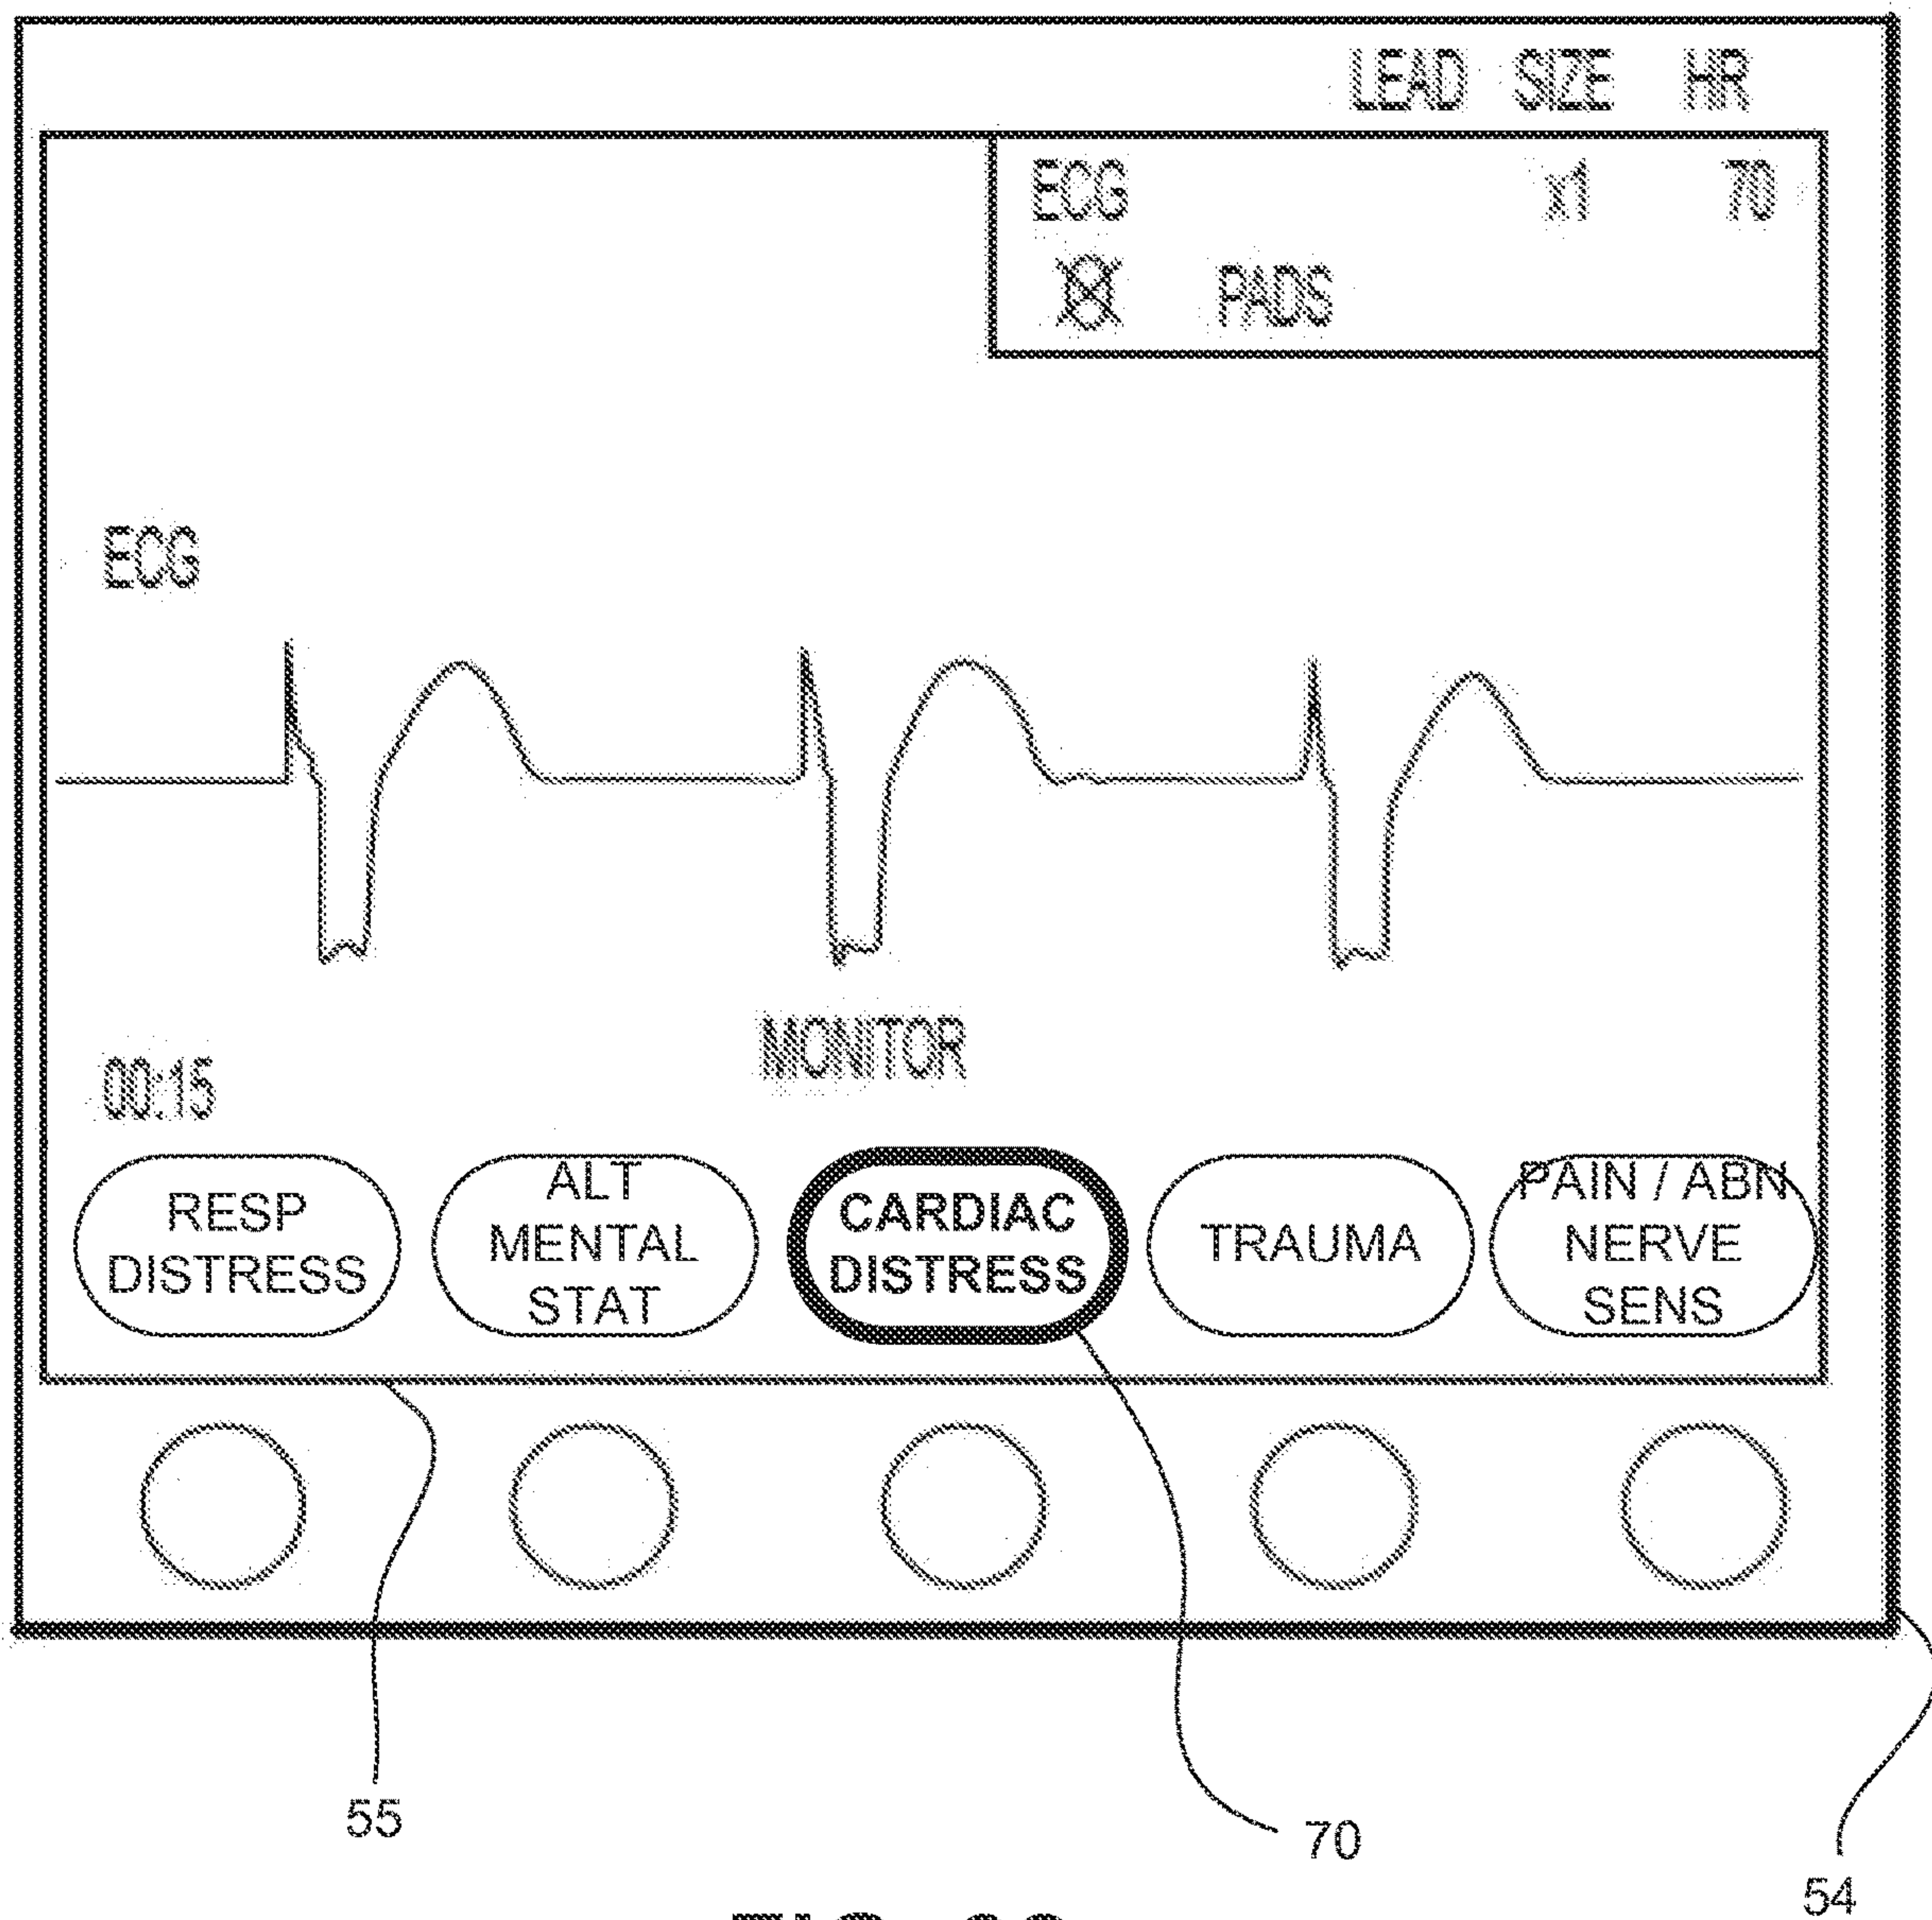 LEAD SIZE HR
ECG x1 70
PADS
ECG
MONITOR
00:15
RESP
DISTRESS
ALT
MENTAL
STAT
CARDIAC
DISTRESS
TRAUMA
PAIN / ABN
NERVE
SENS
55
70
54